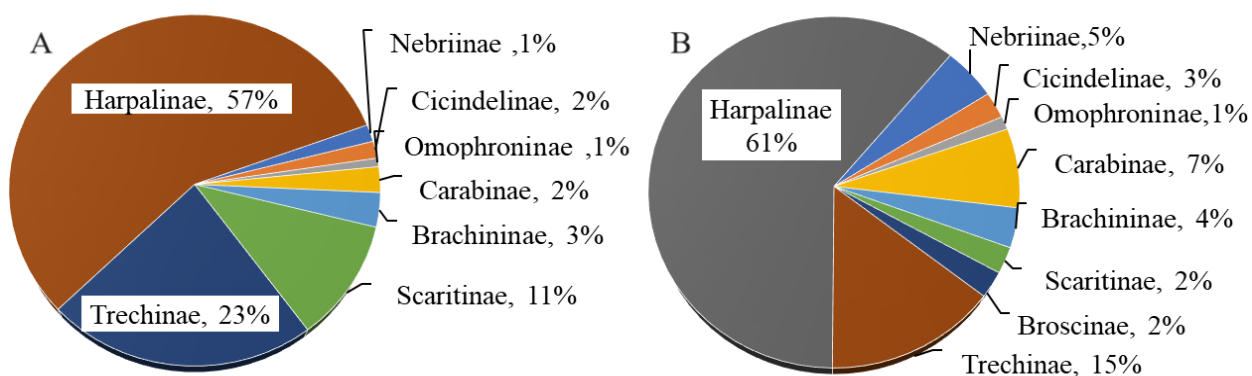 A
Nebriinae ,1%
Harpalinae, 57%
Cicindelinae, 2%
Omophroninae ,1%
Carabinae, 2%
Brachininae, 3%
Scaritinae, 11%
Trechinae, 23%
B
Nebriinae,5%
Harpalinae
61%
Cicindelinae, 3%
Omophroninae,1%
Carabinae, 7%
Brachininae, 4%
Scaritinae, 2%
Broscinae, 2%
Trechinae, 15%